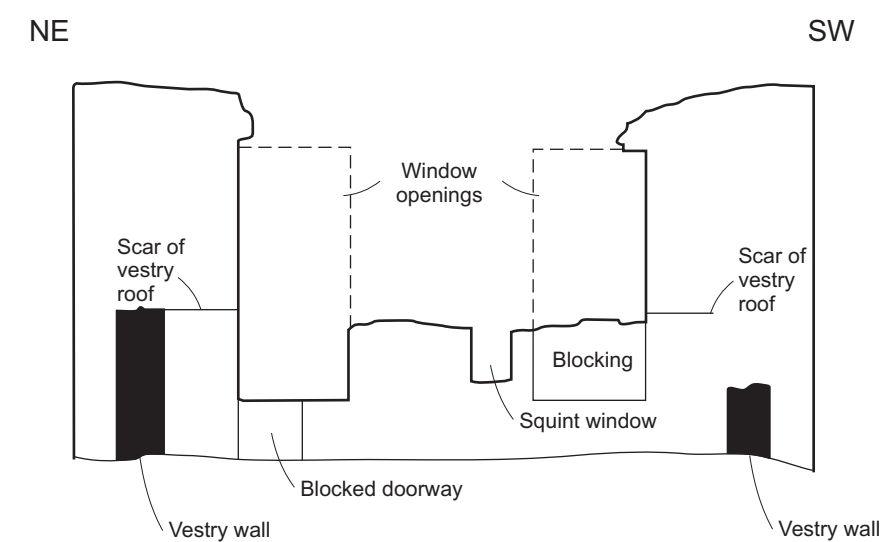 NE
SW
Window
openings
Scar of
vestry
roof
Scar of
vestry
roof
Blocking
Squint window
Blocked doorway
Vestry wall
Vestry wall